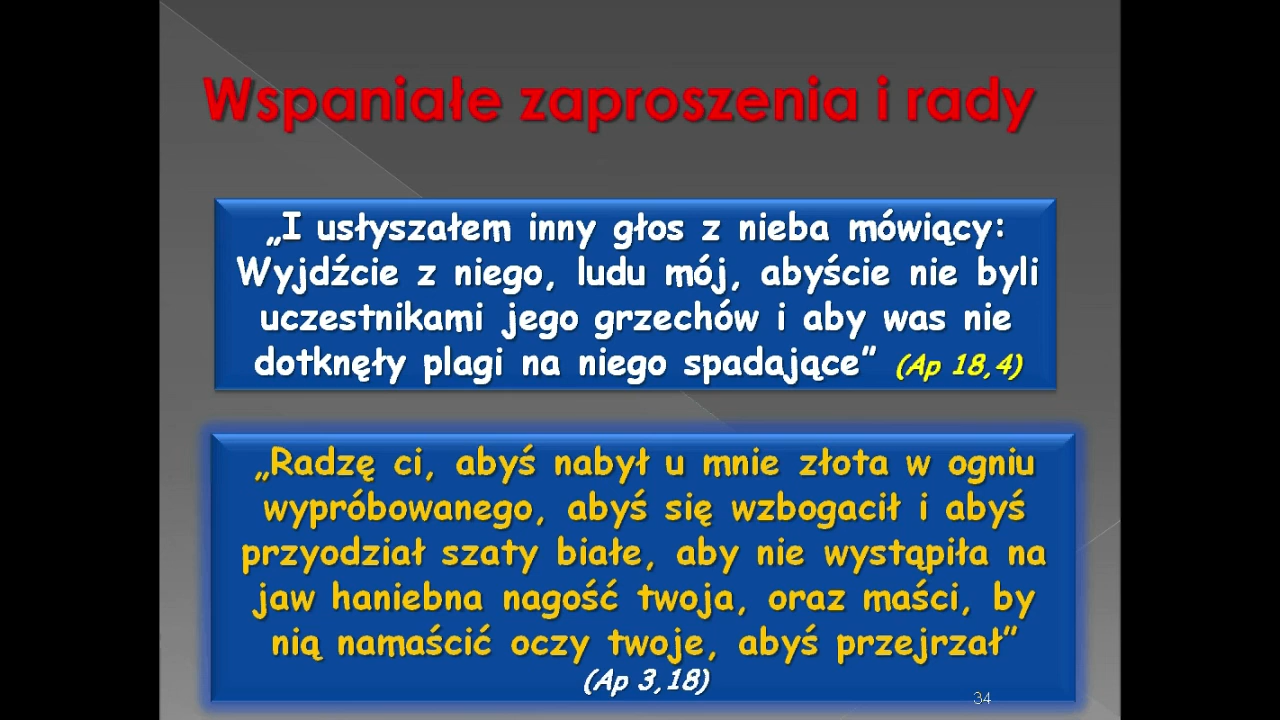 Wspaniałe zaproszenia i rady
„I usłyszałem inny głos z nieba mówiący:
Wyjdźcie z niego, ludu mój, abyście nie byli
uczestnikami jego grzechów i aby was nie
dotknęły plagi na niego spadające” (Ap 18,4)
„Radzę ci, abyś nabył u mnie złota w ogniu
wypróbowanego, abyś się wzbogacił i abyś
przyodział szaty białe, aby nie wystąpiła na
jaw haniebna nagość twoja, oraz maści, by
nią namaścić oczy twoje, abyś przejrzał”
(Ap 3,18)
34